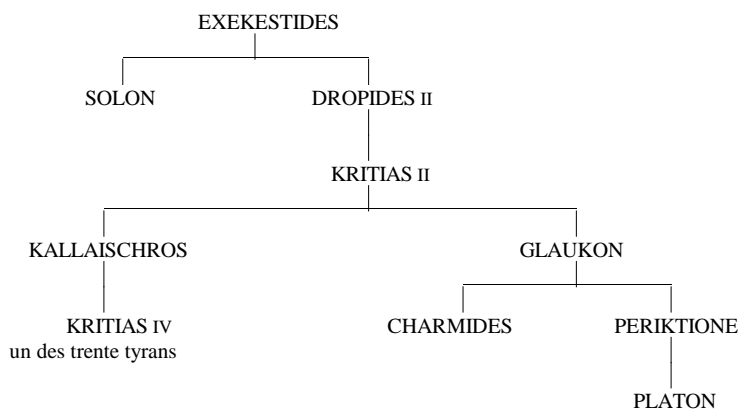 EXEKESTIDES
SOLON DROPIDES II
KRITIAS II
KALLAISCHROS GLAUKON
KRITIAS IV CHARMIDES PERIKTIONE
un des trente tyrans
PLATON